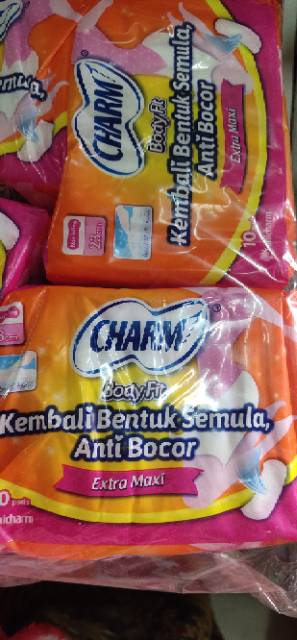 CHARM
Body Fit
Kembali Bentuk Semula,
Anti Bocor
Extra Maxi
10
CHARM
Body Fit
Kembali Bentuk Semula,
Anti Bocor
Extra Maxi
pads